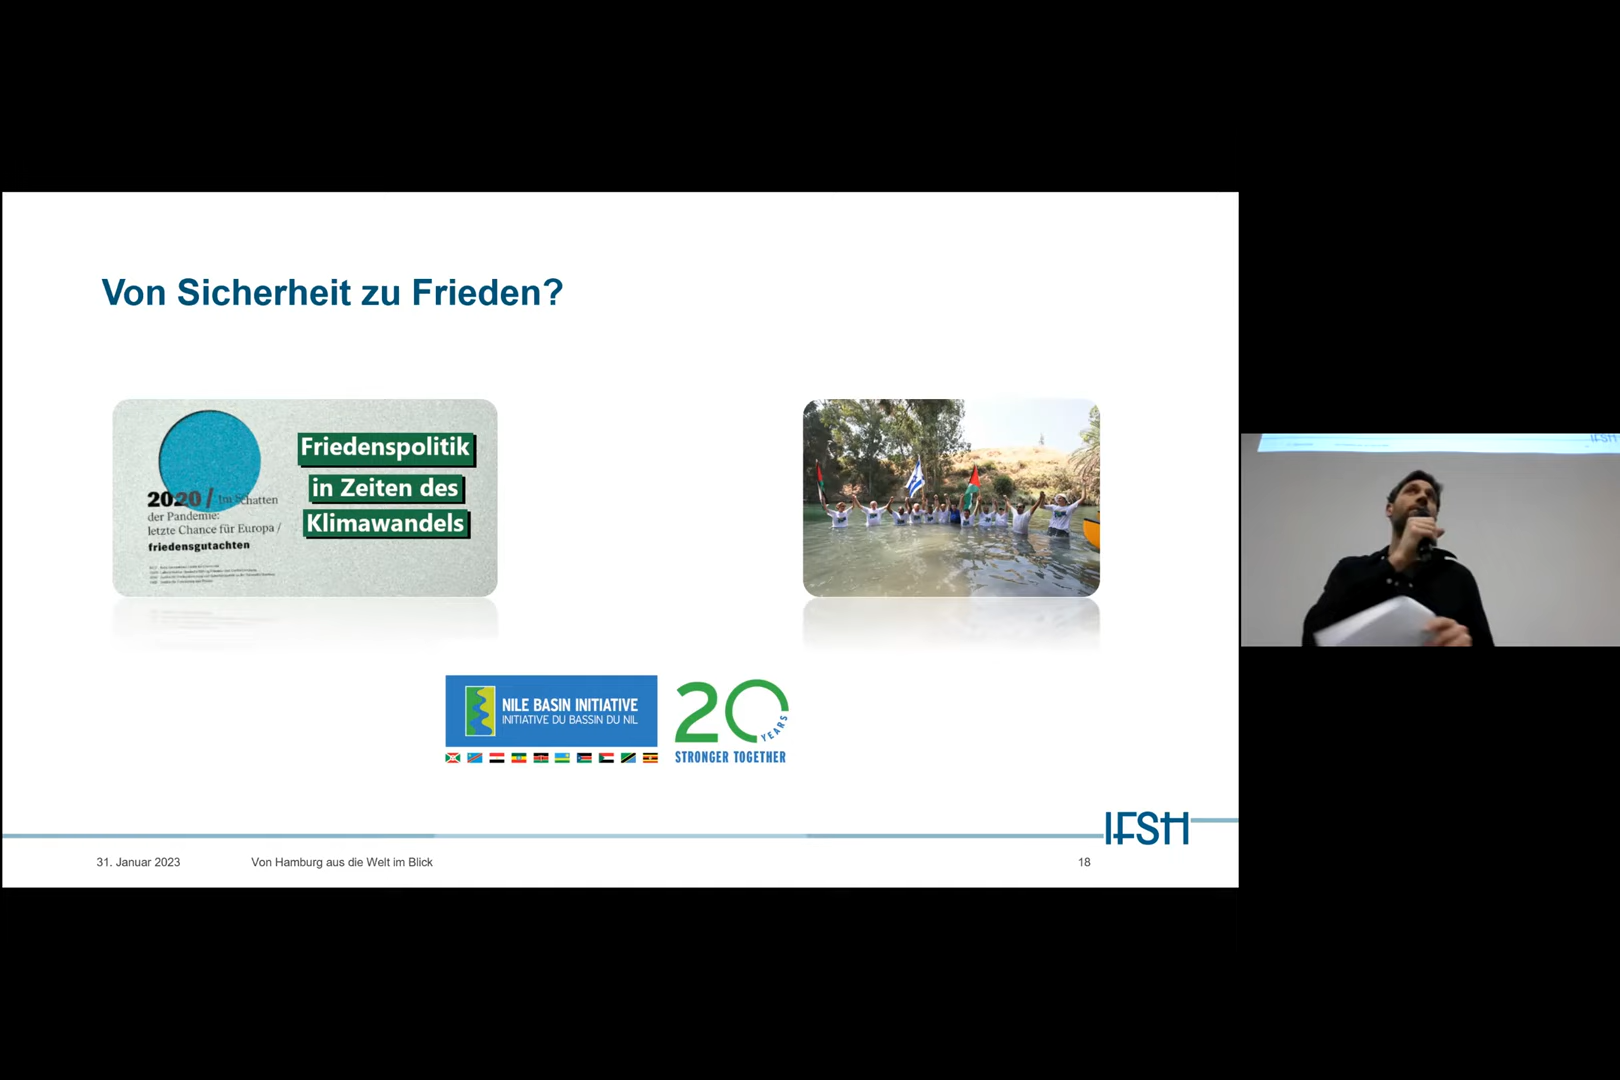 Von Sicherheit zu Frieden?
2020 / Im Schatten
der Pandemie:
letzte Chance für Europa /
friedensgutachten
Friedenspolitik
in Zeiten des
Klimawandels
NILE BASIN INITIATIVE
INITIATIVE DU BASSIN DU NIL
20
YEARS
STRONGER TOGETHER
IFSH
31. Januar 2023
Von Hamburg aus die Welt im Blick
18
IFSH